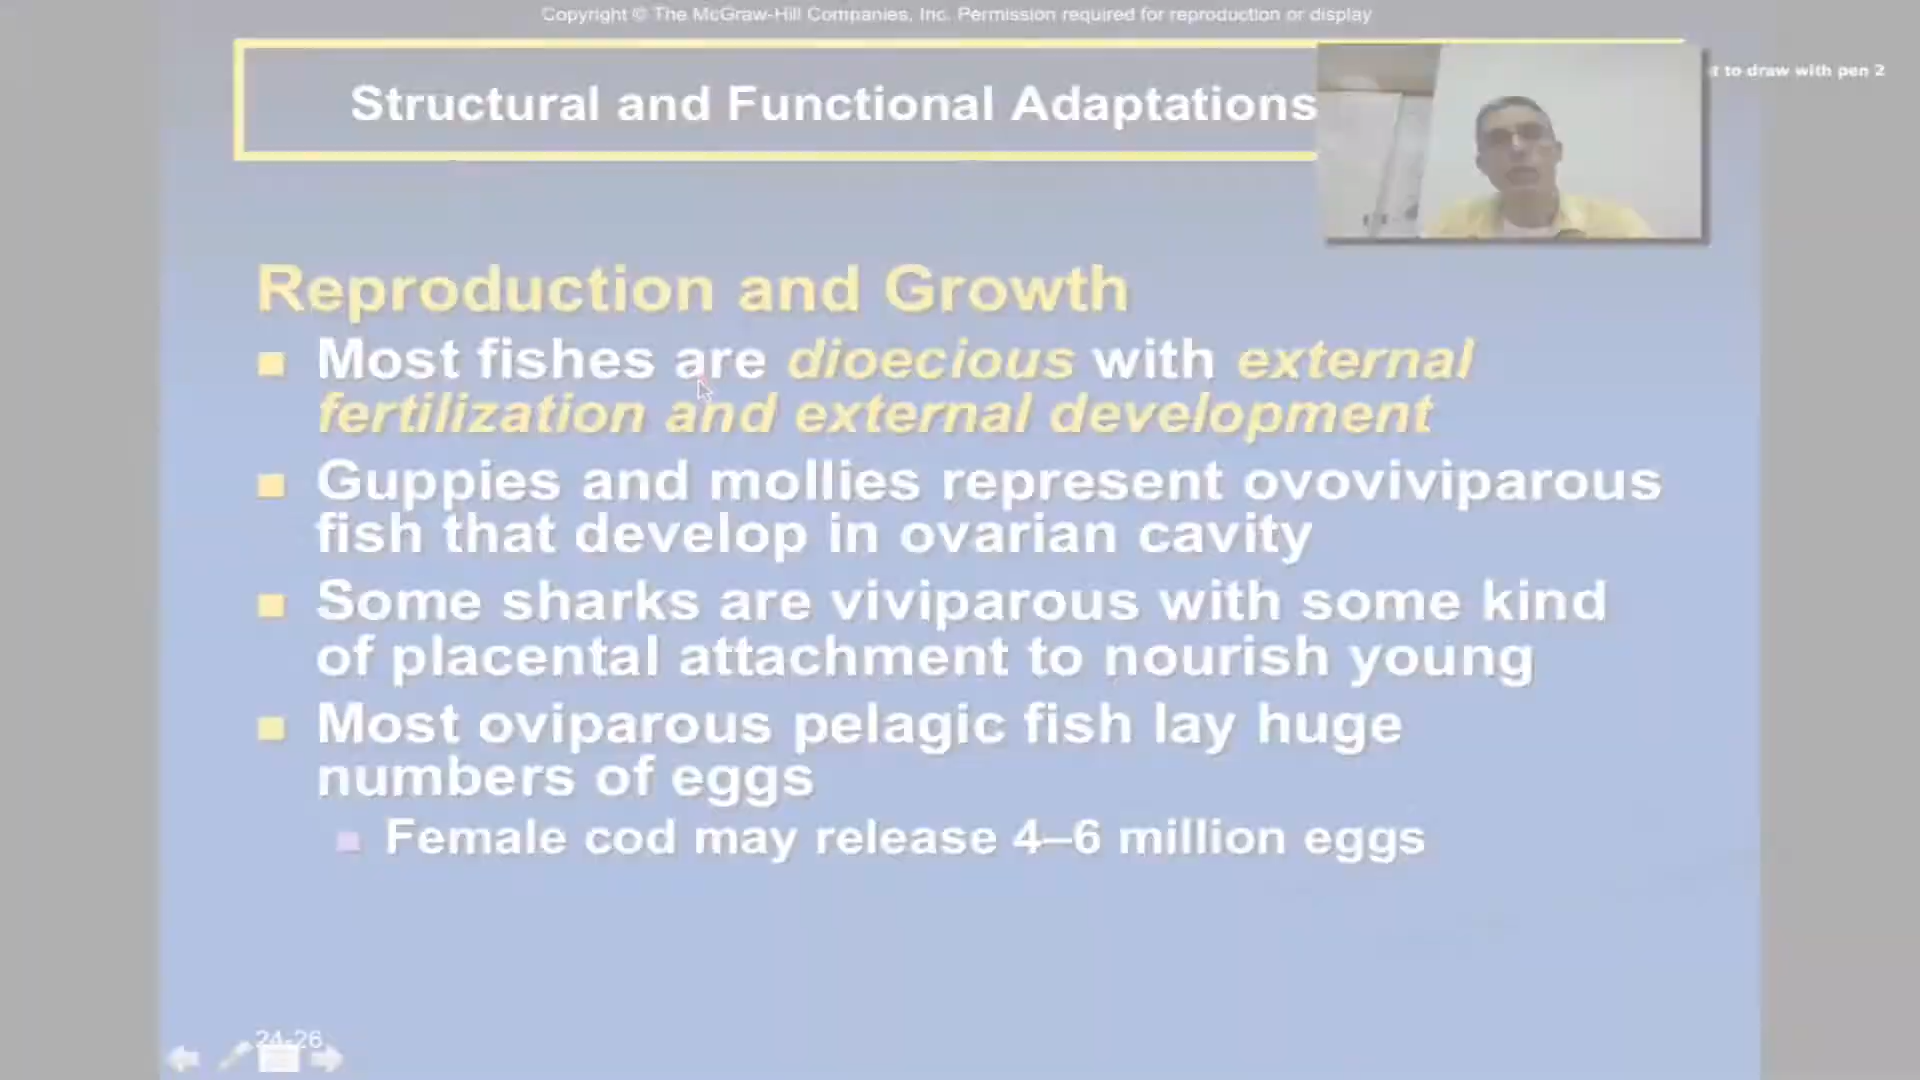 Copyright © The McGraw-Hill Companies, Inc. Permission required for reproduction or display
Structural and Functional Adaptations
to draw with pen 2
Reproduction and Growth
Most fishes are dioecious with external
fertilization and external development
Guppies and mollies represent ovoviviparous
fish that develop in ovarian cavity
Some sharks are viviparous with some kind
of placental attachment to nourish young
Most oviparous pelagic fish lay huge
numbers of eggs
Female cod may release 4–6 million eggs
24-26